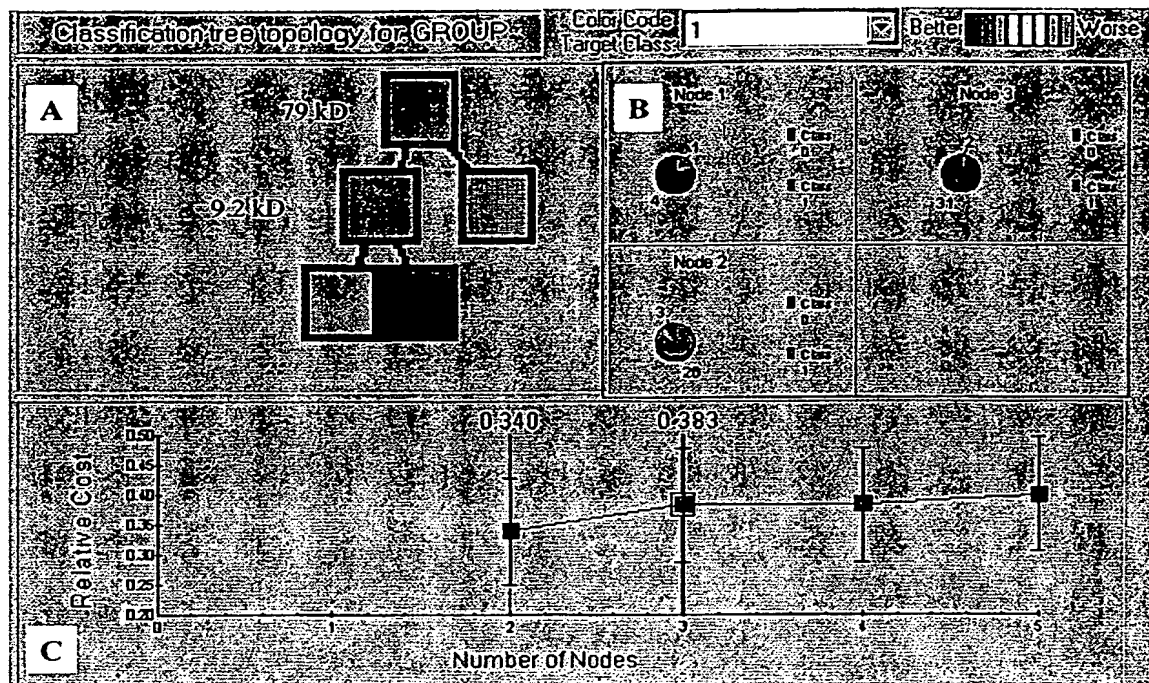 Classification tree topology for: GROUP
Color Code
Target Class
1
Better
Worse
A
79 kD
9.2 kD
B
Node 1
1
4
Class
0
Class
1
Node 3
31
Class
0
Class
1
Node 2
3
20
Class
0
Class
1
0.340
0.383
Relative Cost
0.50
0.45
0.40
0.35
0.30
0.25
0.20
0
1
2
3
4
5
C
Number of Nodes